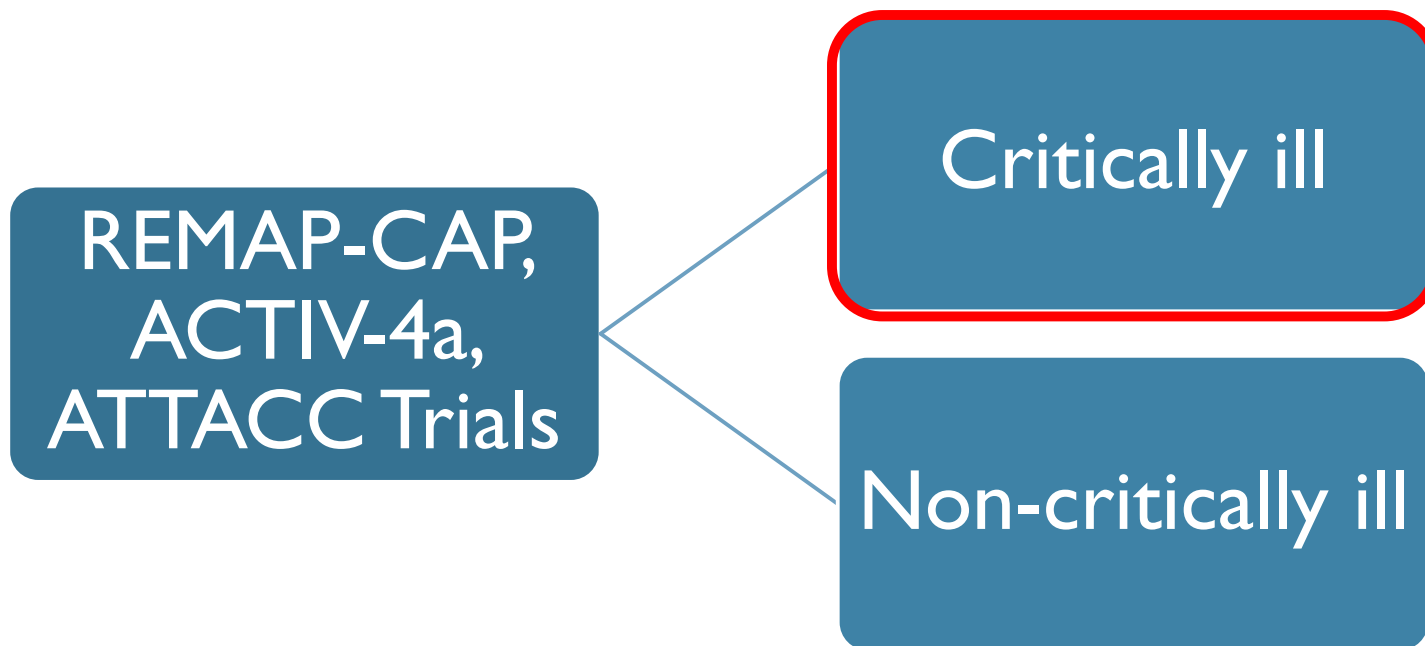 REMAP-CAP,
ACTIV-4a,
ATTACC Trials
Critically ill
Non-critically ill